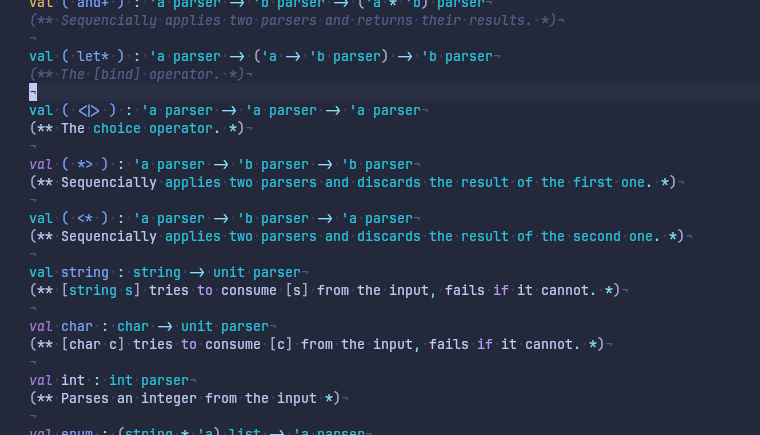 val ( and+ ) : 'a parser -> 'b parser -> ('a * 'b) parser
(** Sequencially applies two parsers and returns their results. *)
val ( let* ) : 'a parser -> ('a -> 'b parser) -> 'b parser
(** The [bind] operator. *)
val ( <|> ) : 'a parser -> 'a parser -> 'a parser
(** The choice operator. *)
val ( *> ) : 'a parser -> 'b parser -> 'b parser
(** Sequencially applies two parsers and discards the result of the first one. *)
val ( <* ) : 'a parser -> 'b parser -> 'a parser
(** Sequencially applies two parsers and discards the result of the second one. *)
val string : string -> unit parser
(** [string s] tries to consume [s] from the input, fails if it cannot. *)
val char : char -> unit parser
(** [char c] tries to consume [c] from the input, fails if it cannot. *)
val int : int parser
(** Parses an integer from the input *)
val enum : (string * 'a) list -> 'a parser